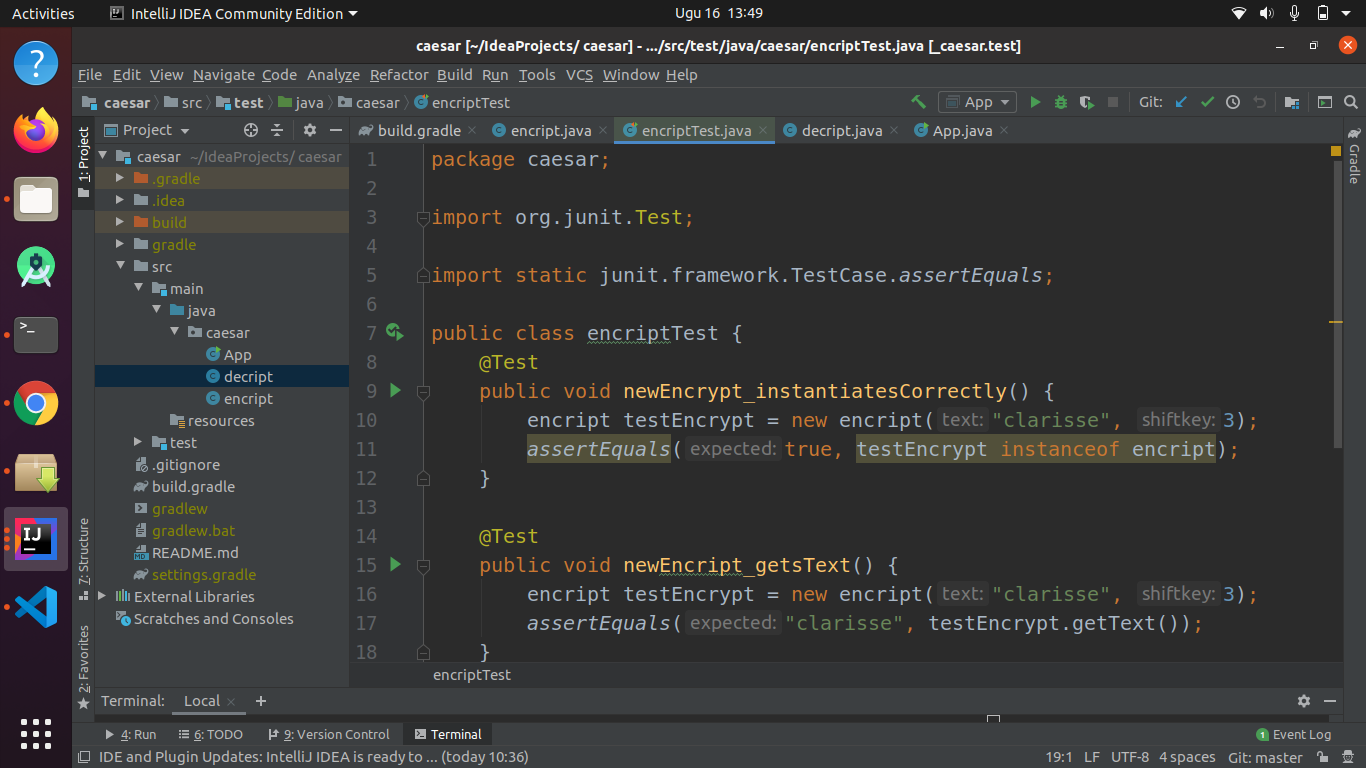 Activities IntelliJ IDEA Community Edition Ugu 16 13:49
caesar [~/IdeaProjects/ caesar] - .../src/test/java/caesar/encriptTest.java [_caesar.test]
File Edit View Navigate Code Analyze Refactor Build Run Tools VCS Window Help
caesar src test java caesar encriptTest App Git:
1: Project
Project
build.gradle encript.java encriptTest.java decript.java App.java
Gradle
caesar ~/IdeaProjects/ caesar
.gradle
.idea
build
gradle
src
main
java
caesar
App
decript
encript
resources
test
.gitignore
build.gradle
gradlew
gradlew.bat
README.md
settings.gradle
External Libraries
Scratches and Consoles
7: Structure
2: Favorites
1 package caesar;
2
3 import org.junit.Test;
4
5 import static junit.framework.TestCase.assertEquals;
6
7 public class encriptTest {
8 @Test
9 public void newEncrypt_instantiatesCorrectly() {
10 encript testEncrypt = new encript( text: "clarisse", shiftkey: 3);
11 assertEquals( expected: true, testEncrypt instanceof encript);
12 }
13
14 @Test
15 public void newEncript_getsText() {
16 encript testEncrypt = new encript( text: "clarisse", shiftkey: 3);
17 assertEquals( expected: "clarisse", testEncrypt.getText());
18 }
encriptTest
Terminal: Local
4: Run 6: TODO 9: Version Control Terminal 1 Event Log
IDE and Plugin Updates: IntelliJ IDEA is ready to ... (today 10:36) 19:1 LF UTF-8 4 spaces Git: master